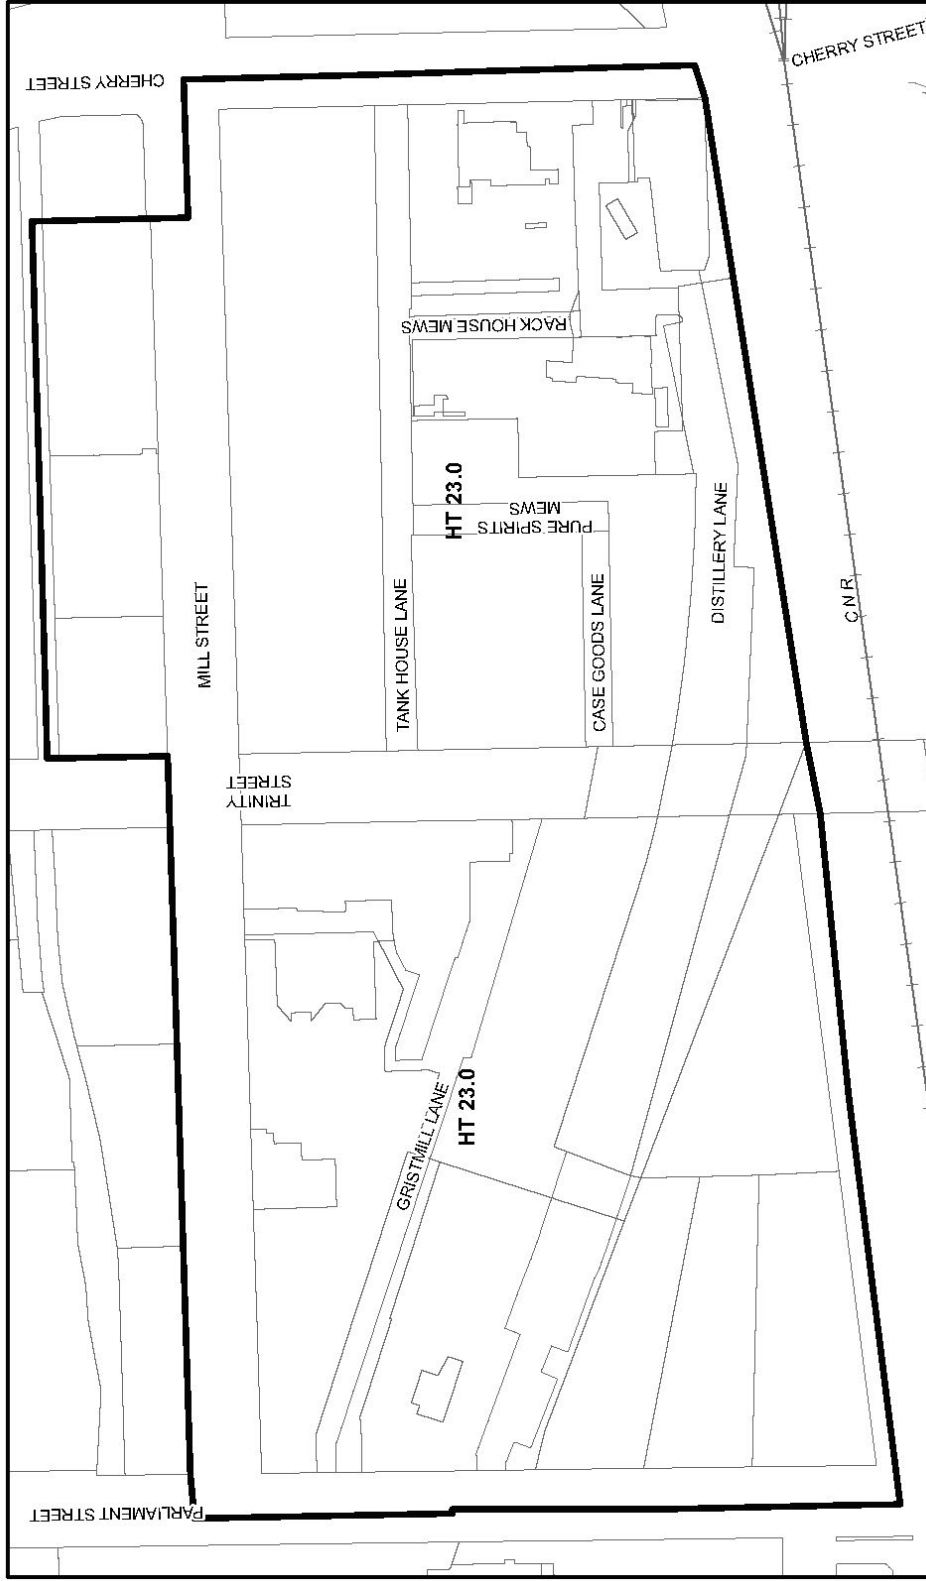 CHERRY STREET
CHERRY STREET
RACK HOUSE MEWS
HT 23.0
PURE SPIRITS
MEWS
MILL STREET
TANK HOUSE LANE
CASE GOODS LANE
DISTILLERY LANE
C N R
TRINITY
STREET
GRISTMILL LANE
HT 23.0
PARLIAMENT STREET